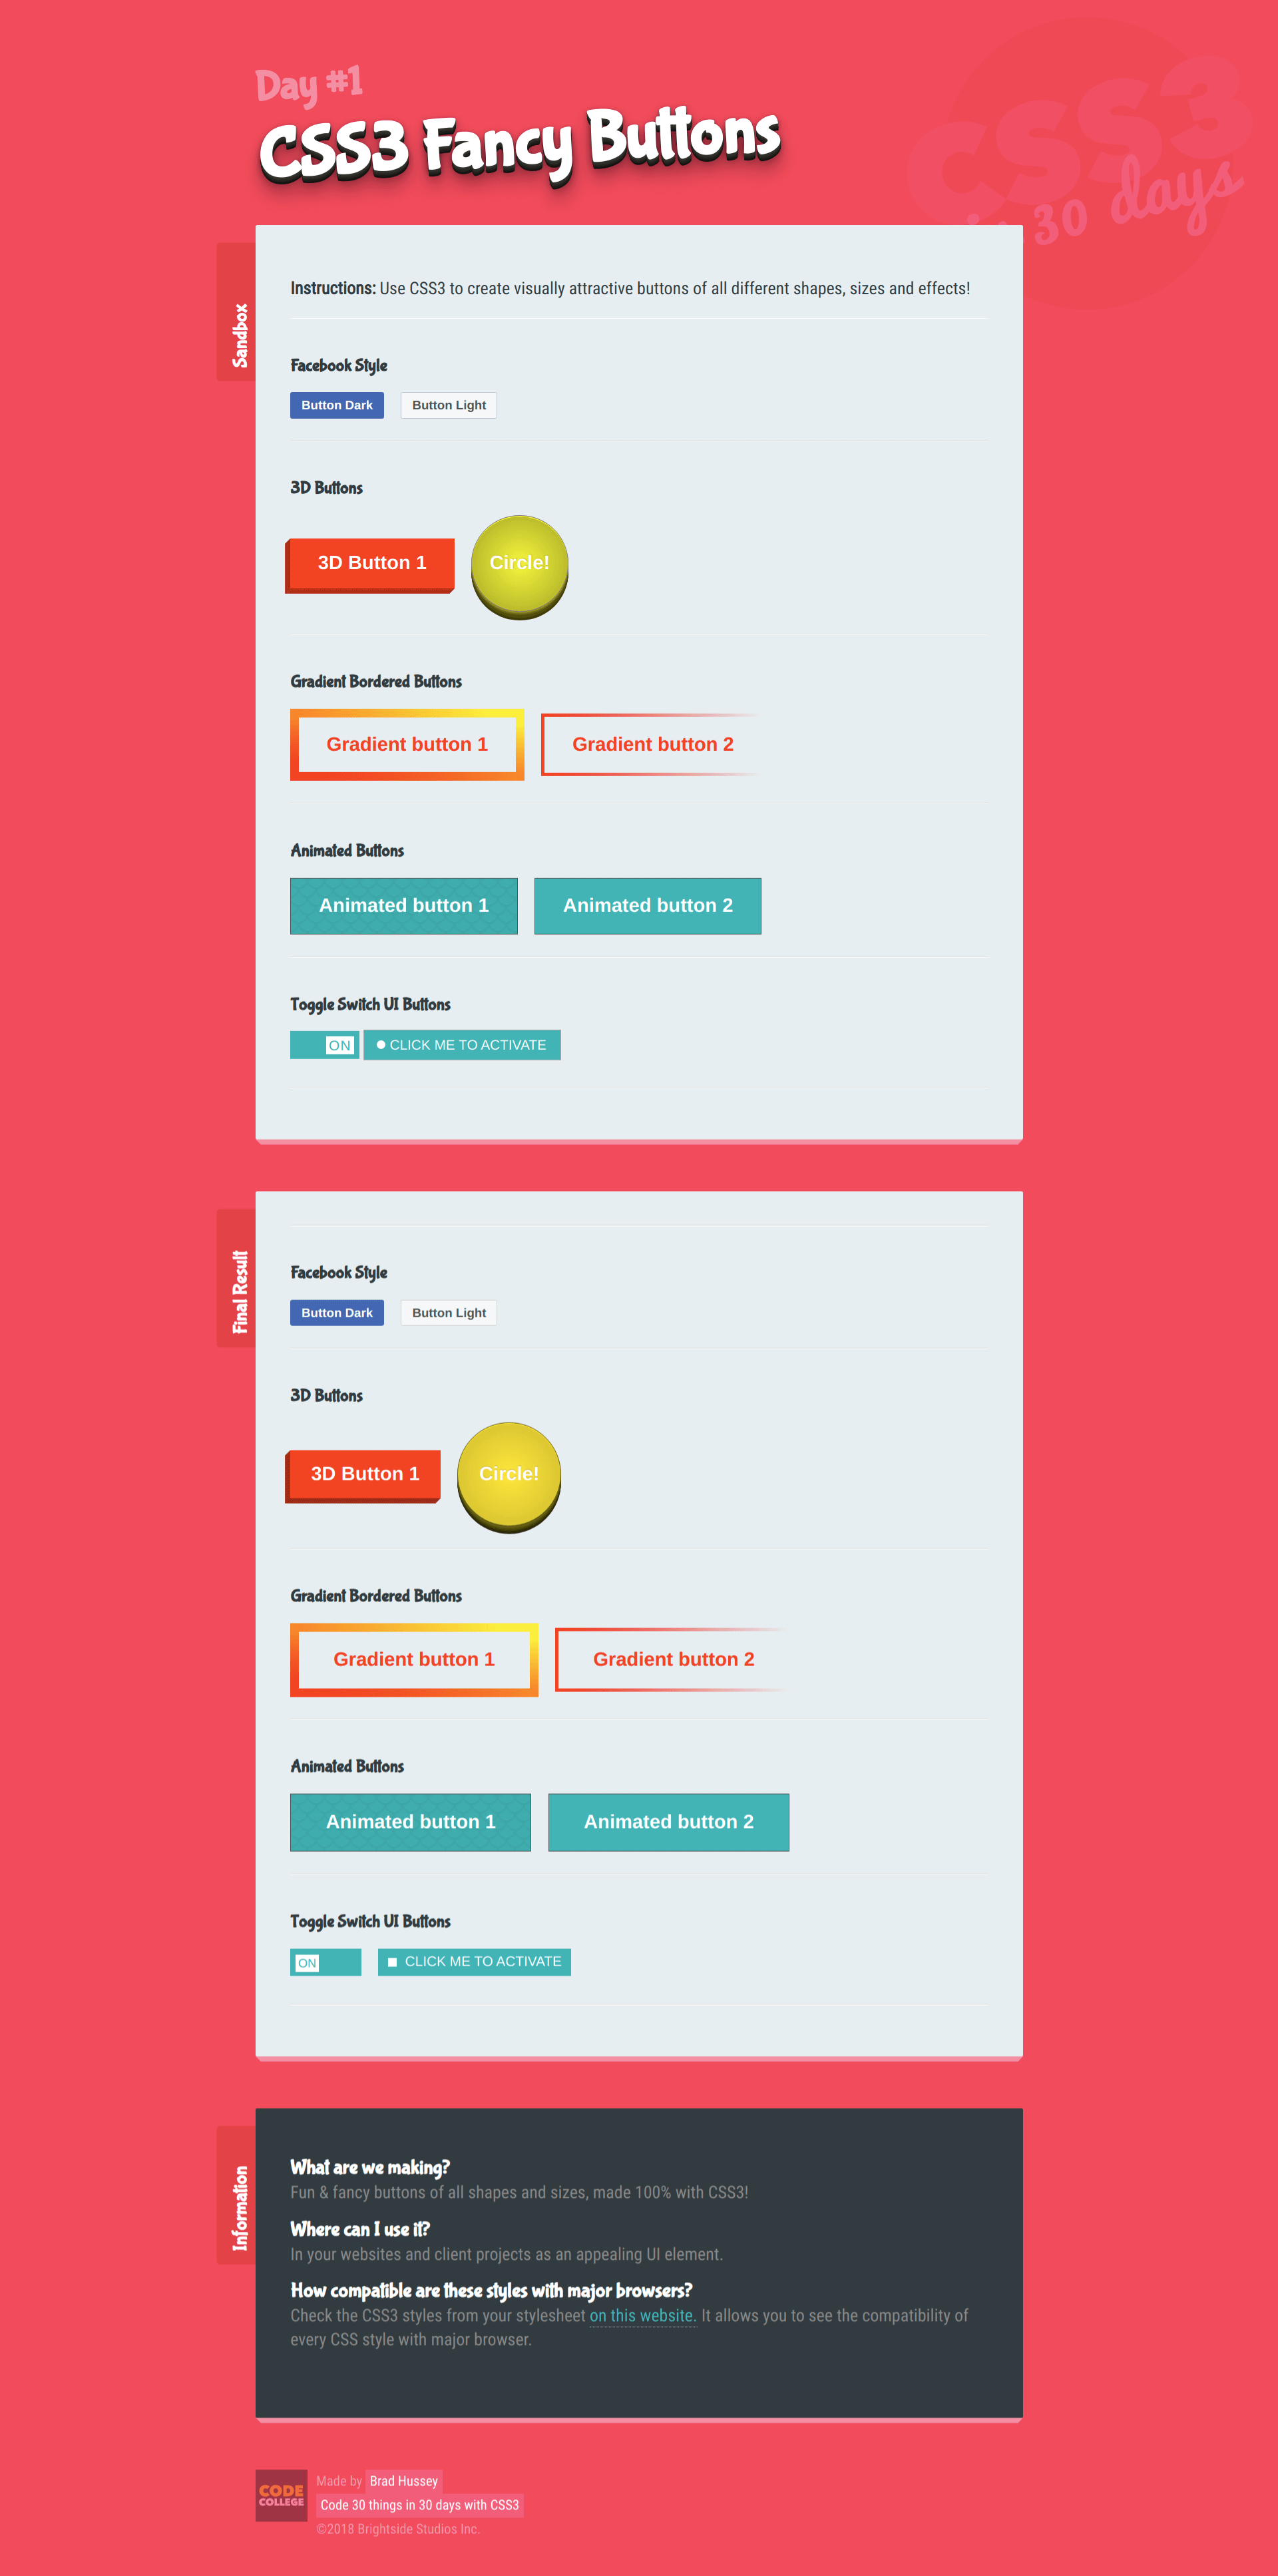 Day #1
CSS3 Fancy Buttons
CSS3
30 days
Sandbox
Instructions: Use CSS3 to create visually attractive buttons of all different shapes, sizes and effects!
Facebook Style
Button Dark Button Light
3D Buttons
3D Button 1 Circle!
Gradient Bordered Buttons
Gradient button 1 Gradient button 2
Animated Buttons
Animated button 1 Animated button 2
Toggle Switch UI Buttons
ON CLICK ME TO ACTIVATE
Final Result
Facebook Style
Button Dark Button Light
3D Buttons
3D Button 1 Circle!
Gradient Bordered Buttons
Gradient button 1 Gradient button 2
Animated Buttons
Animated button 1 Animated button 2
Toggle Switch UI Buttons
ON CLICK ME TO ACTIVATE
Information
What are we making?
Fun & fancy buttons of all shapes and sizes, made 100% with CSS3!
Where can I use it?
In your websites and client projects as an appealing UI element.
How compatible are these styles with major browsers?
Check the CSS3 styles from your stylesheet on this website. It allows you to see the compatibility of
every CSS style with major browser.
CODE
COLLEGE
Made by Brad Hussey
Code 30 things in 30 days with CSS3
©2018 Brightside Studios Inc.